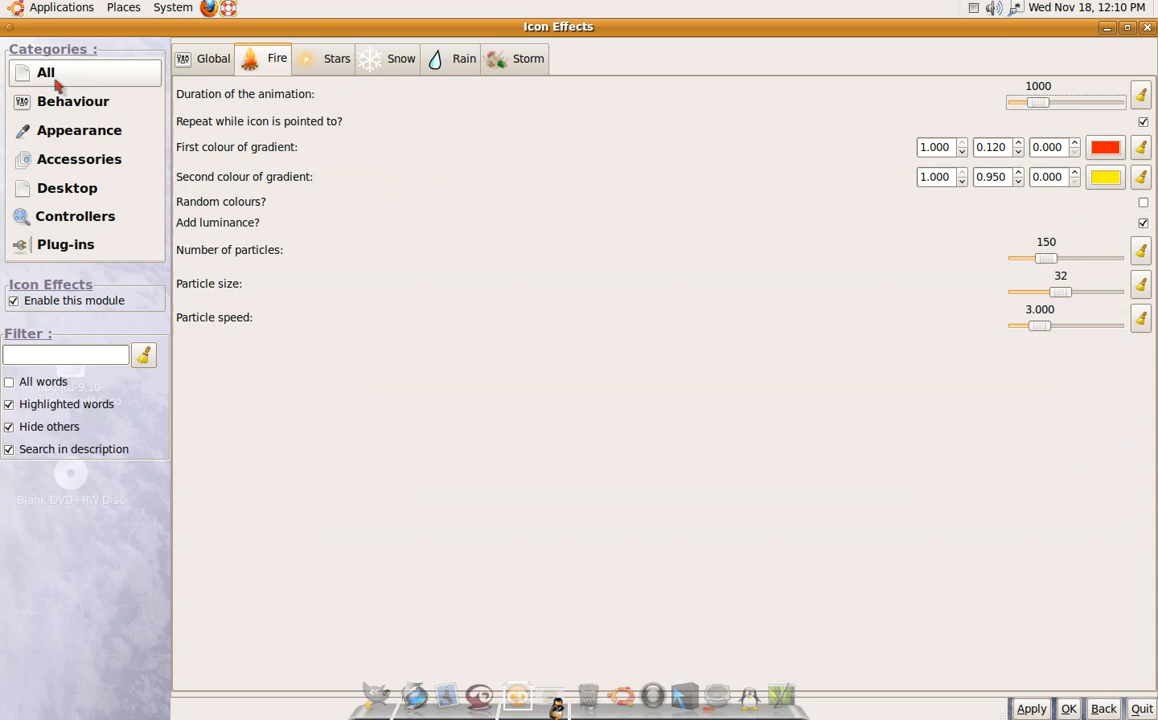 Applications Places System Wed Nov 18, 12:10 PM
Icon Effects
Categories :
All
Behaviour
Appearance
Accessories
Desktop
Controllers
Plug-ins
Icon Effects
Enable this module
Filter :
All words
Highlighted words
Hide others
Search in description
Blank DVD+RW Disc
Global Fire Stars Snow Rain Storm
Duration of the animation: 1000
Repeat while icon is pointed to?
First colour of gradient: 1.000 0.120 0.000
Second colour of gradient: 1.000 0.950 0.000
Random colours?
Add luminance?
Number of particles: 150
Particle size: 32
Particle speed: 3.000
Apply OK Back Quit